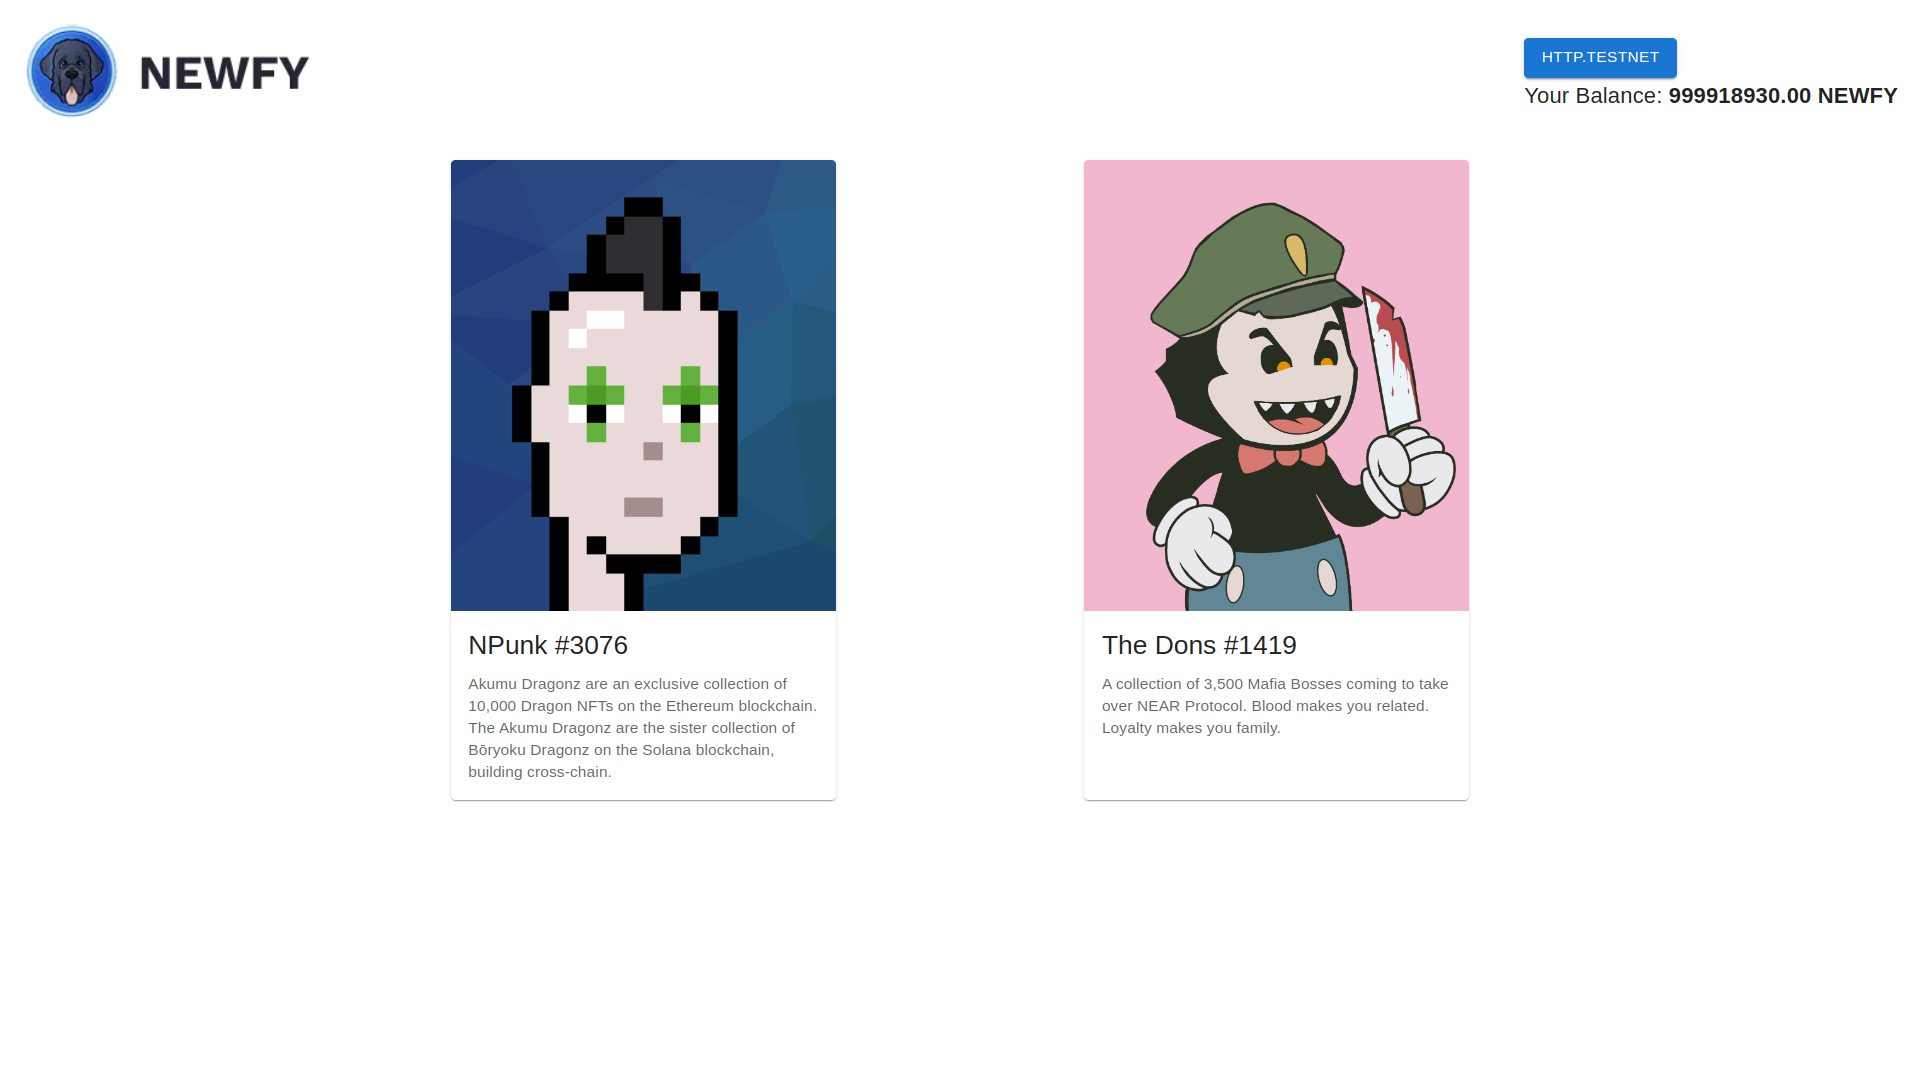 NEWFY
HTTP.TESTNET
Your Balance: 999918930.00 NEWFY
NPunk #3076
Akumu Dragonz are an exclusive collection of
10,000 Dragon NFTs on the Ethereum blockchain.
The Akumu Dragonz are the sister collection of
Bōryoku Dragonz on the Solana blockchain,
building cross-chain.
The Dons #1419
A collection of 3,500 Mafia Bosses coming to take
over NEAR Protocol. Blood makes you related.
Loyalty makes you family.